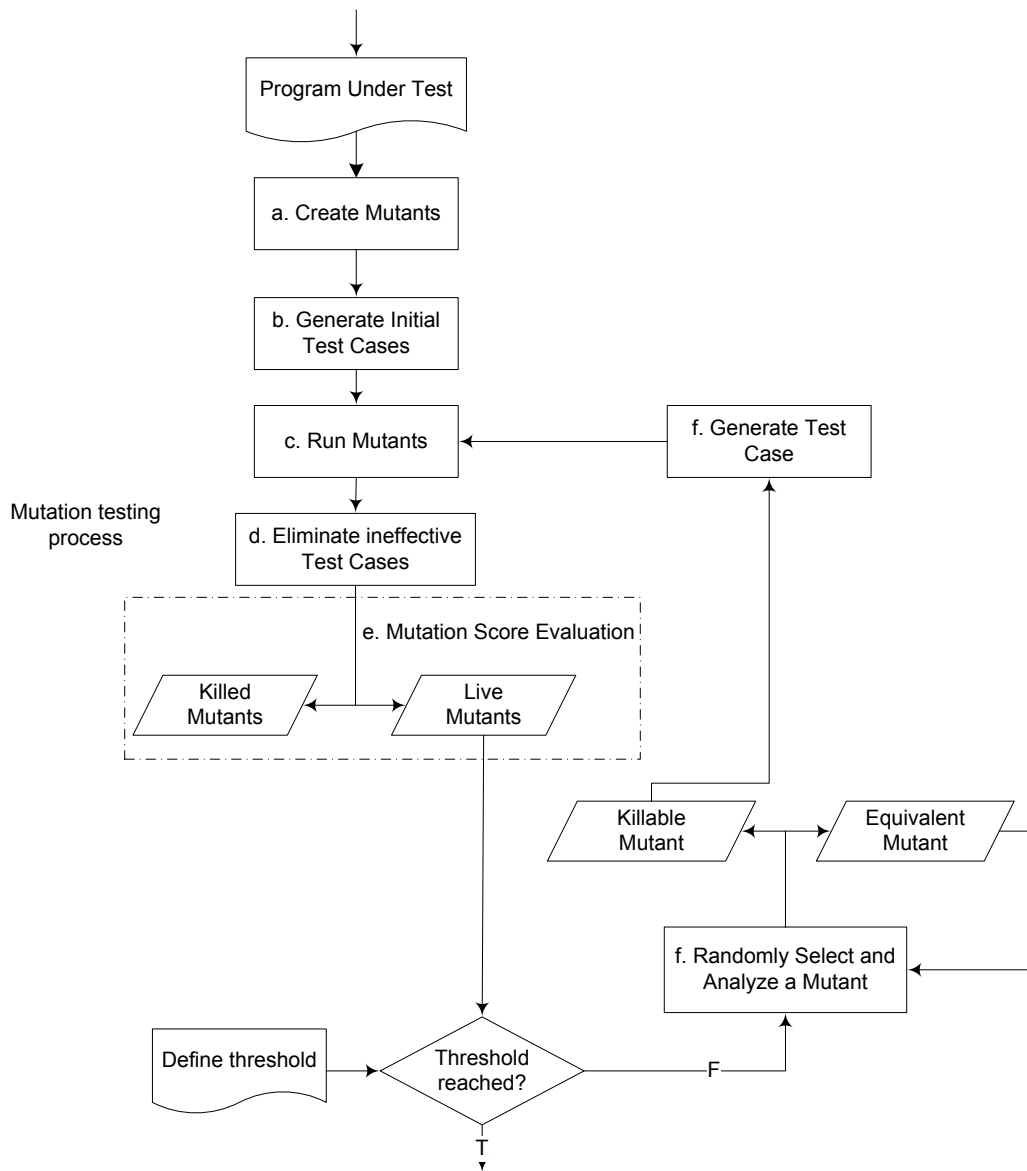 Program Under Test
a. Create Mutants
b. Generate Initial
Test Cases
c. Run Mutants
f. Generate Test
Case
Mutation testing
process
d. Eliminate ineffective
Test Cases
e. Mutation Score Evaluation
Killed
Mutants
Live
Mutants
Killable
Mutant
Equivalent
Mutant
f. Randomly Select and
Analyze a Mutant
Define threshold
Threshold
reached?
F
T